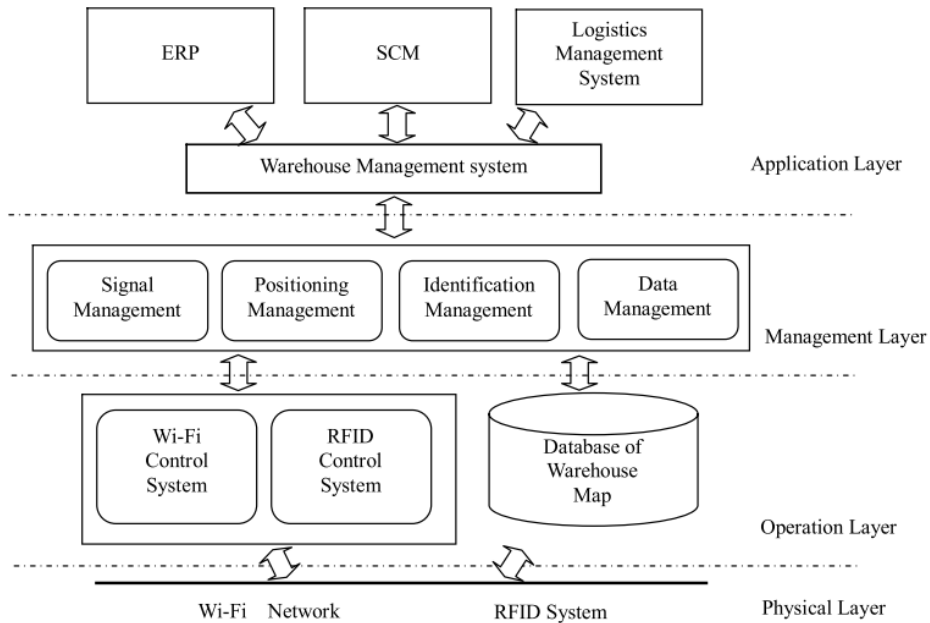 ERP
SCM
Logistics
Management
System
Warehouse Management system
Application Layer
Signal
Management
Positioning
Management
Identification
Management
Data
Management
Management Layer
Wi-Fi
Control
System
RFID
Control
System
Database of
Warehouse
Map
Operation Layer
Wi-Fi Network
RFID System
Physical Layer